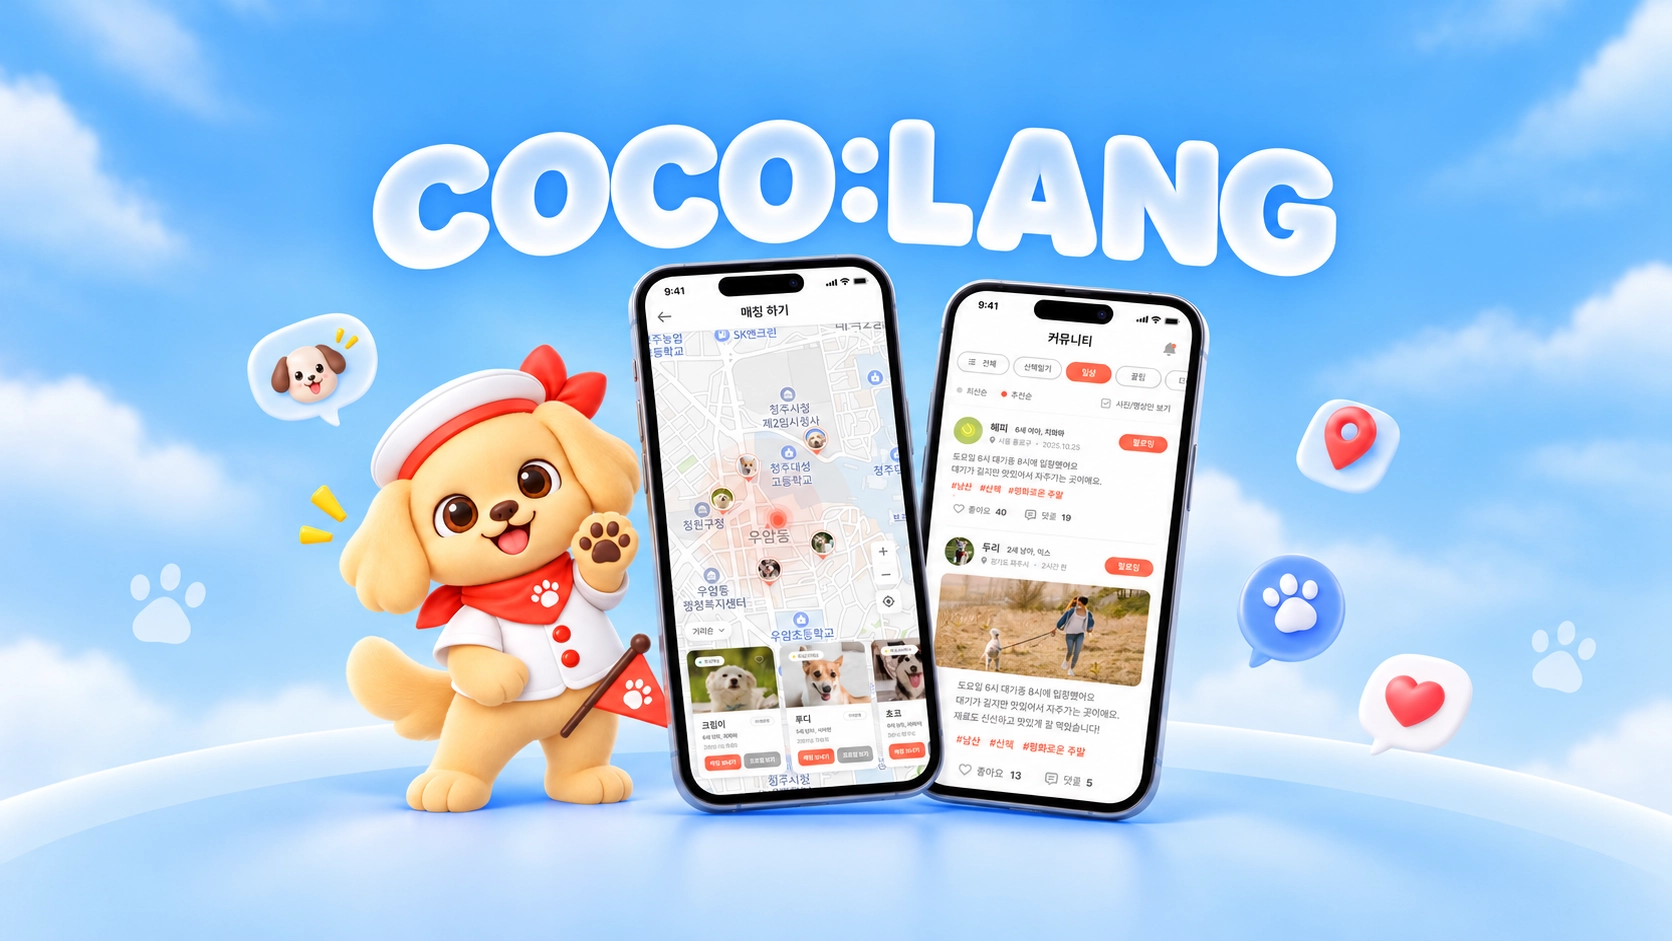 COCO:LANG
9:41
매칭 하기
SK엔크린
청주시청
제2임시청사
청주대성
고등학교
청원구청
우암동
우암동
행정복지센터
우암초등학교
거리순
크림이
루디
초코
청주시청
9:41
커뮤니티
전체
산책일기
일상
꿀팁
최신순
추천순
사진/영상만 보기
해피 6세 여아, 치와와
서울 종로구 · 2025.10.25
팔로잉
토요일 6시 대기줄 8시에 입장했어요
대기가 길지만 맛있어서 자주가는 곳이에요.
#남산 #산책 #평화로운 주말
좋아요 40 댓글 19
두리 2세 남아, 믹스
경기도 파주시 · 2시간 전
팔로잉
토요일 6시 대기줄 8시에 입장했어요
대기가 길지만 맛있어서 자주가는 곳이에요.
재료도 신선하고 맛있게 잘 먹었습니다!
#남산 #산책 #평화로운 주말
좋아요 13 댓글 5